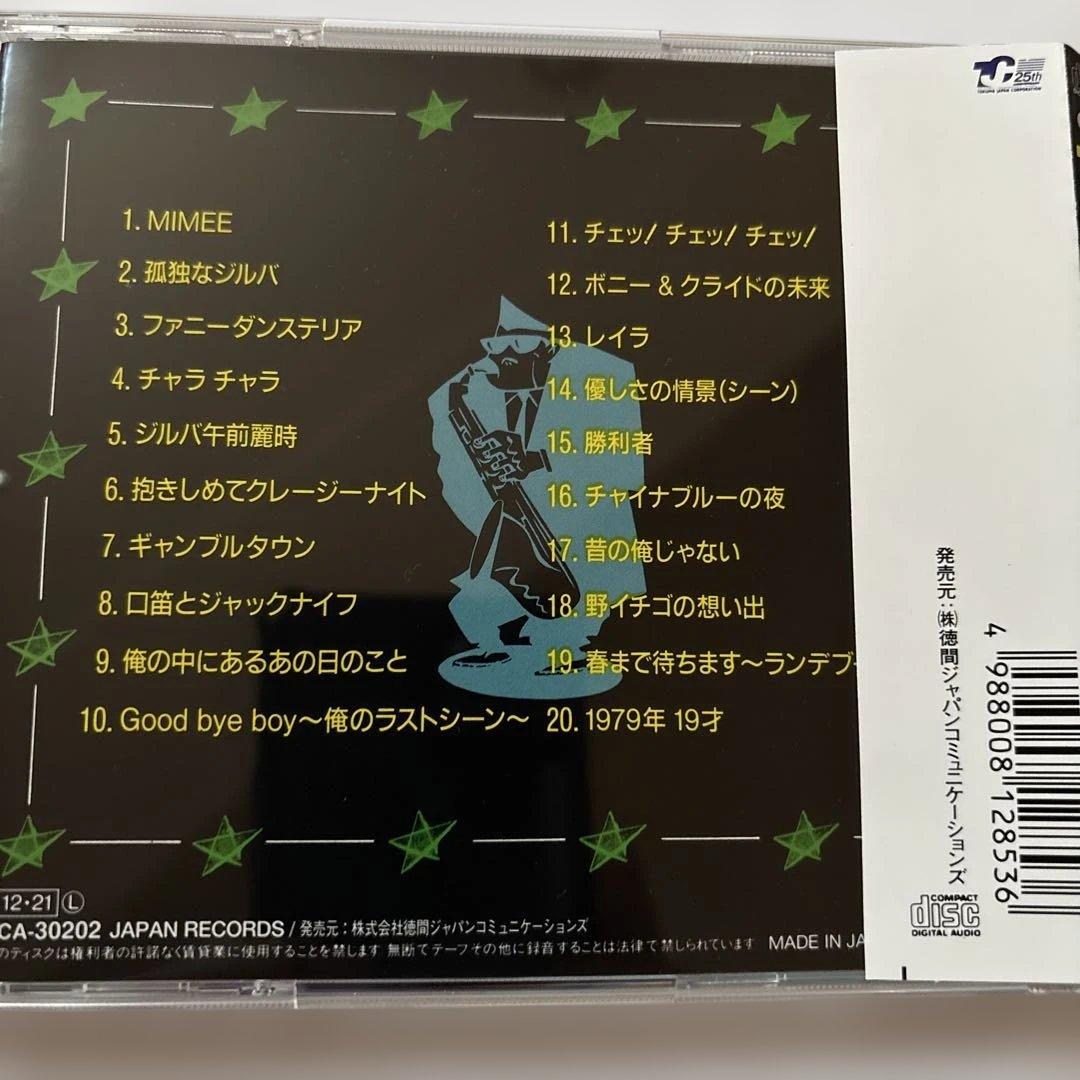 TC 25th
TOKUMA JAPAN CORPORATION
1. MIMEE
2. 孤独なジルバ
3. ファニーダンステリア
4. チャラ チャラ
5. ジルバ午前麗時
6. 抱きしめてクレージーナイト
7. ギャンブルタウン
8. 口笛とジャックナイフ
9. 俺の中にあるあの日のこと
10. Good bye boy～俺のラストシーン～
11. チェッ! チェッ! チェッ!
12. ボニー & クライドの未来
13. レイラ
14. 優しさの情景(シーン)
15. 勝利者
16. チャイナブルーの夜
17. 昔の俺じゃない
18. 野イチゴの想い出
19. 春まで待ちます～ランデブー
20. 1979年 19才
発売元:㈱徳間ジャパンコミュニケーションズ
4 988008 128536
COMPACT
disc
DIGITAL AUDIO
12・21 Ⓛ
CA-30202 JAPAN RECORDS / 発売元:株式会社徳間ジャパンコミュニケーションズ
のディスクは権利者の許諾なく賃貸業に使用することを禁じます 無断でテープその他に録音することは法律で禁じられています
MADE IN JA